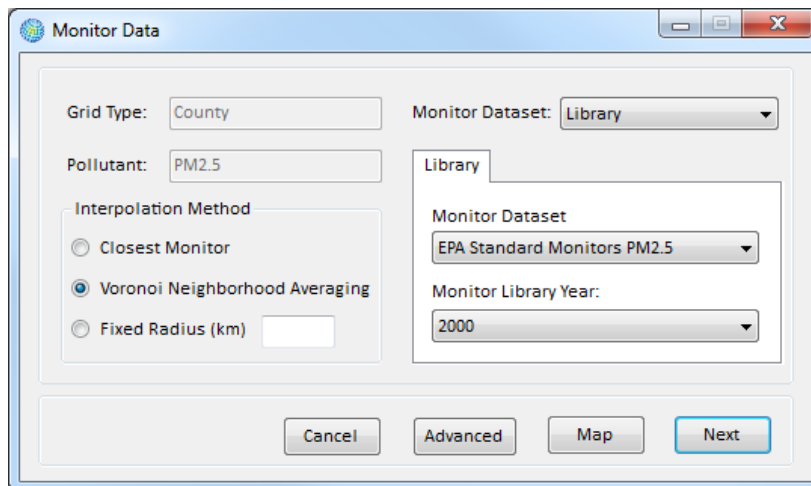 Monitor Data
Grid Type: County
Monitor Dataset: Library
Pollutant: PM2.5
Library
Interpolation Method
Closest Monitor
Voronoi Neighborhood Averaging
Fixed Radius (km)
Monitor Dataset
EPA Standard Monitors PM2.5
Monitor Library Year:
2000
Cancel Advanced Map Next